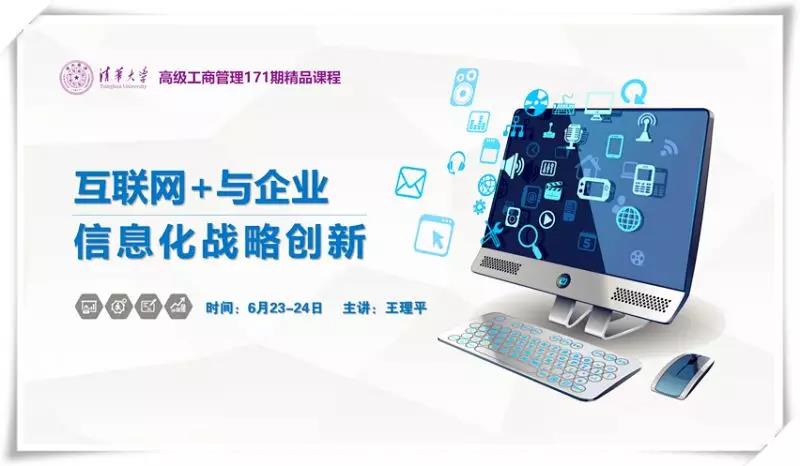 清华大学
Tsinghua University
高级工商管理171期精品课程
互联网+与企业
信息化战略创新
时间：6月23-24日 主讲：王理平